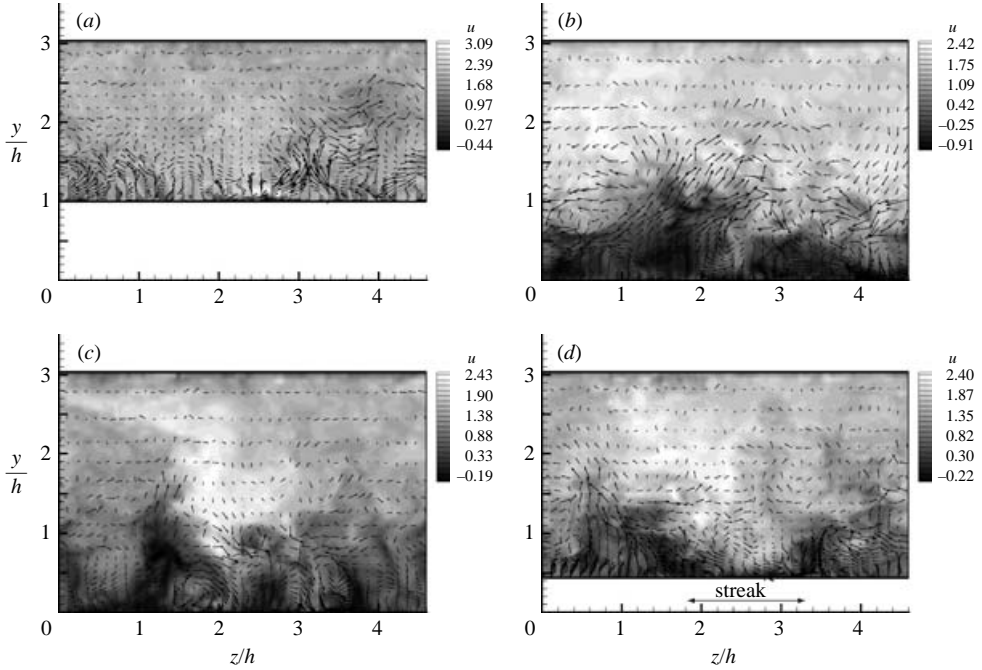 (a)
u
3.09
2.39
1.68
0.97
0.27
−0.44
3
2
1
0
y
h
1 2 3 4
(b)
u
2.42
1.75
1.09
0.42
−0.25
−0.91
3
2
1
0
1 2 3 4
(c)
u
2.43
1.90
1.38
0.88
0.33
−0.19
3
2
1
0
y
h
1 2 3 4
z/h
(d)
u
2.40
1.87
1.35
0.82
0.30
−0.22
3
2
1
0
streak
1 2 3 4
z/h